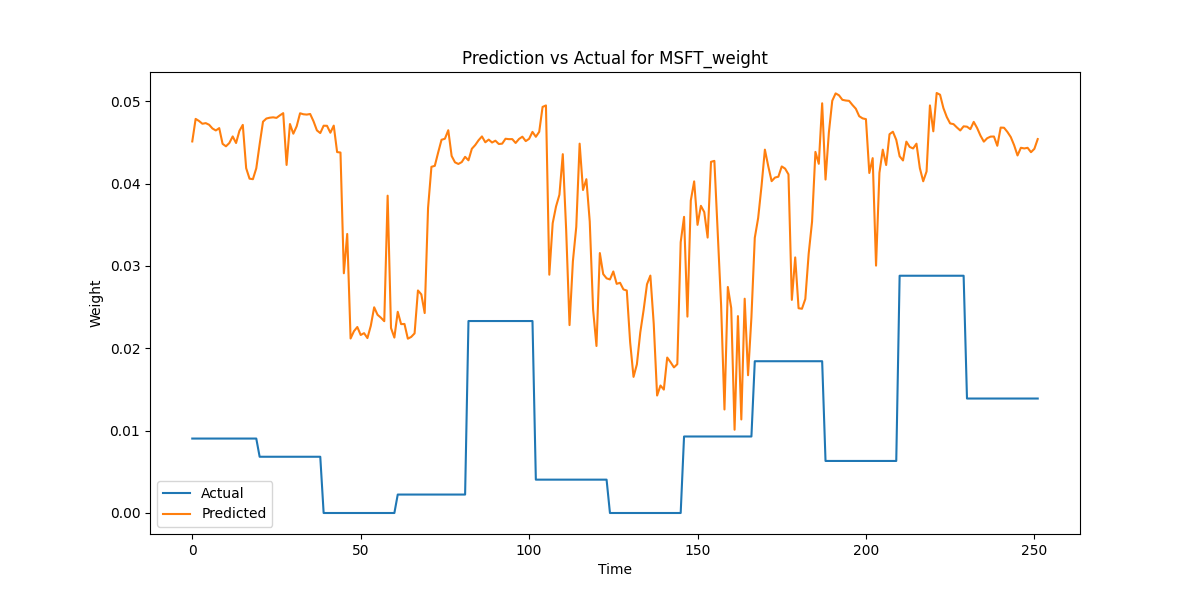 Prediction vs Actual for MSFT_weight
0.05
0.04
0.03
0.02
0.01
0.00
Weight
Actual
Predicted
0 50 100 150 200 250
Time